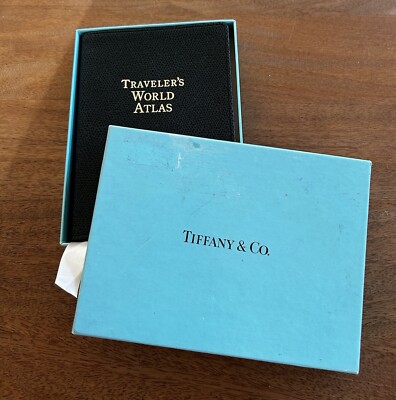 TRAVELER'S
WORLD
ATLAS
TIFFANY & CO.